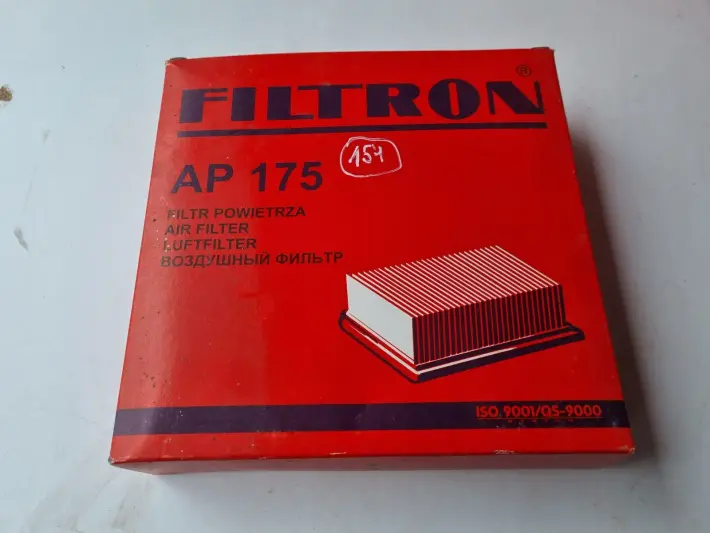 FILTRON®
AP 175
154
FILTR POWIETRZA
AIR FILTER
LUFTFILTER
ВОЗДУШНЫЙ ФИЛЬТР
ISO 9001/QS-9000